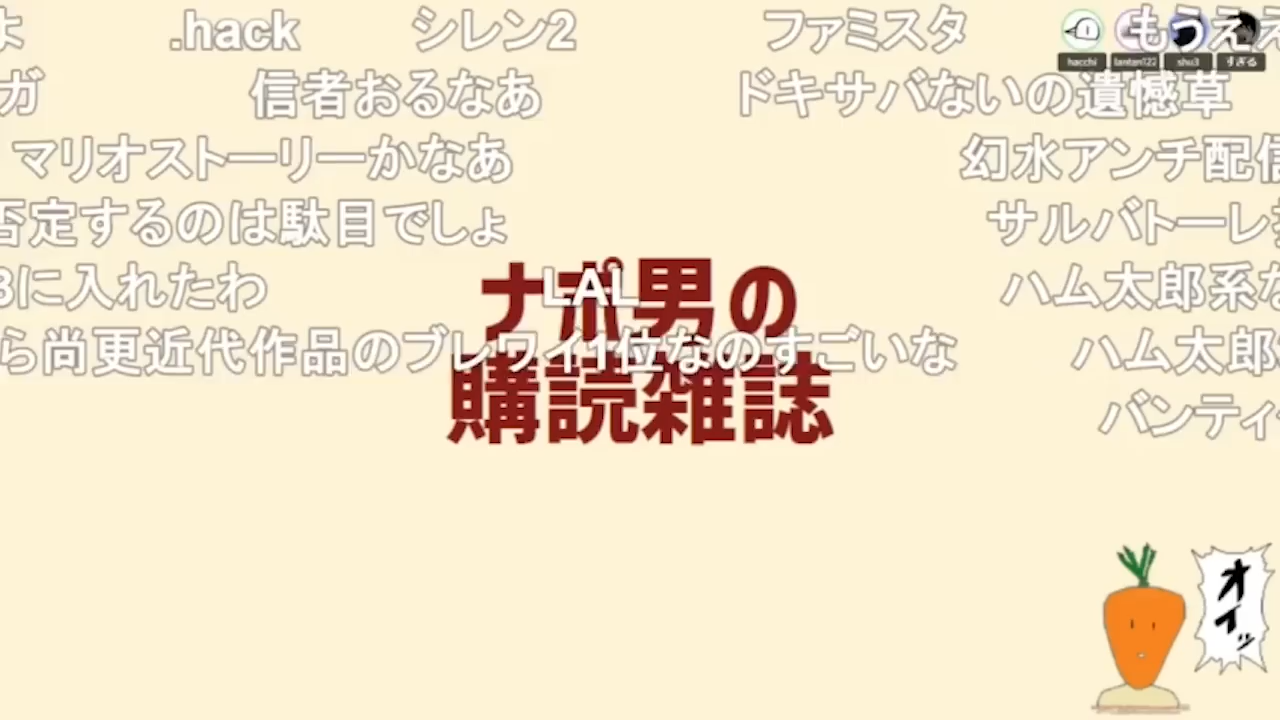 よ .hack シレン2 ファミスタ もうええ
hacchi lantan122 shu3 すぎる
ガ 信者おるなあ ドキサバないの遺憾草
マリオストーリーかなあ 幻水アンチ配信
否定するのは駄目でしょ サルバトーレ
3に入れたわ LAL ハム太郎系な
ナポ男の
ら尚更近代作品のブレワイ1位なのすごいな ハム太郎
購読雑誌
バンティ
オイッ